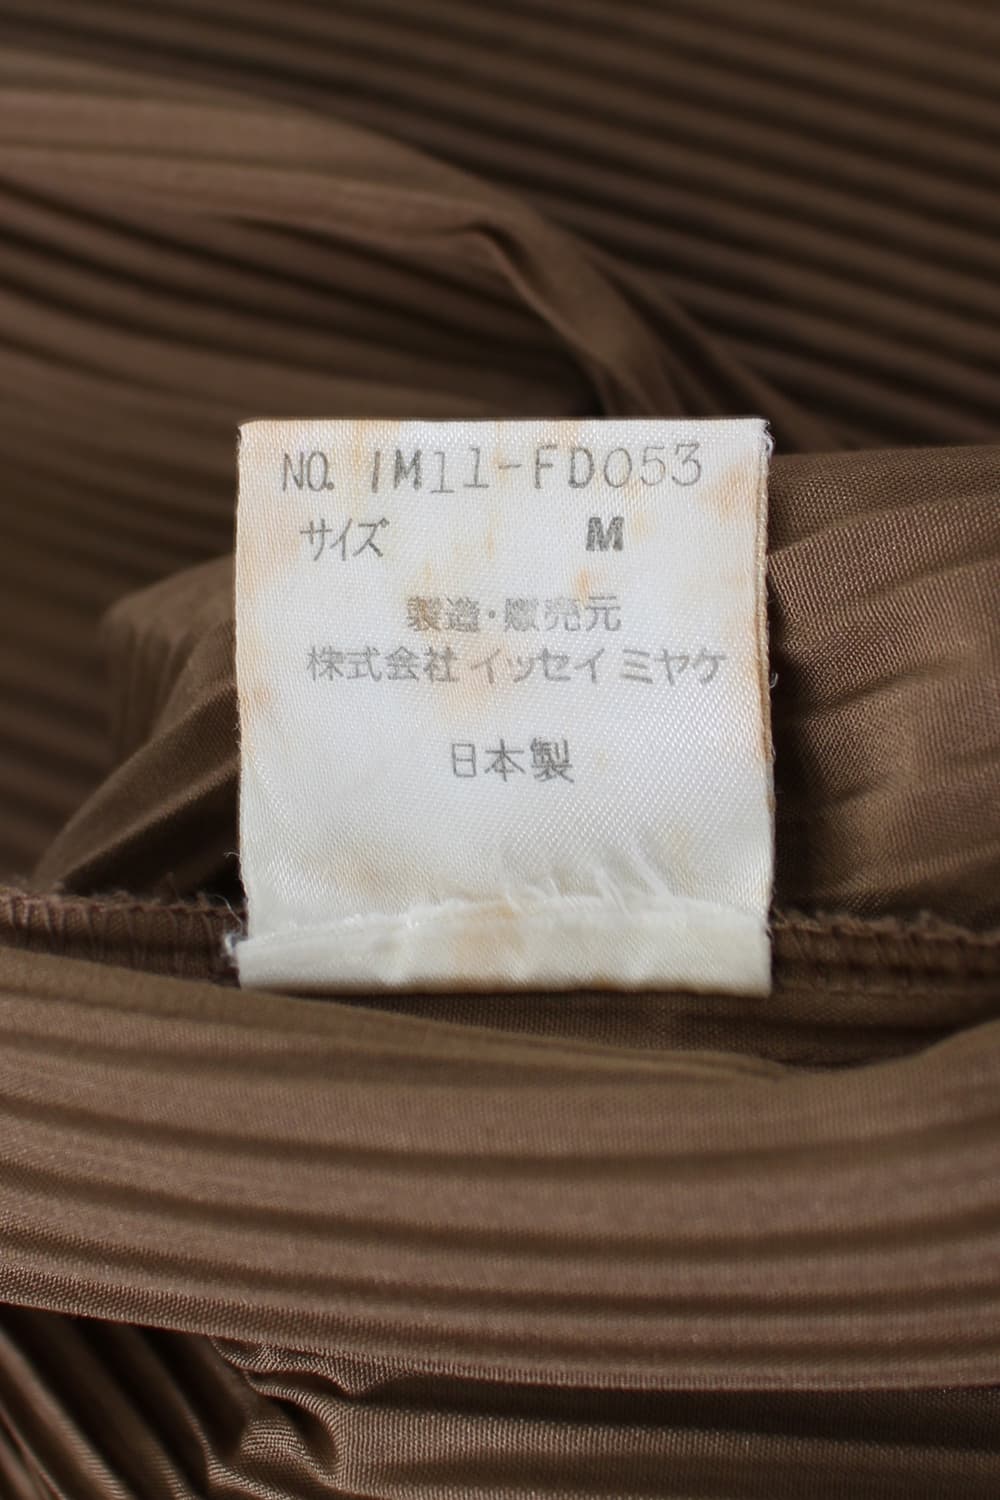 NO. IM11-FD053
サイズ M
製造・販売元
株式会社 イッセイ ミヤケ
日本製